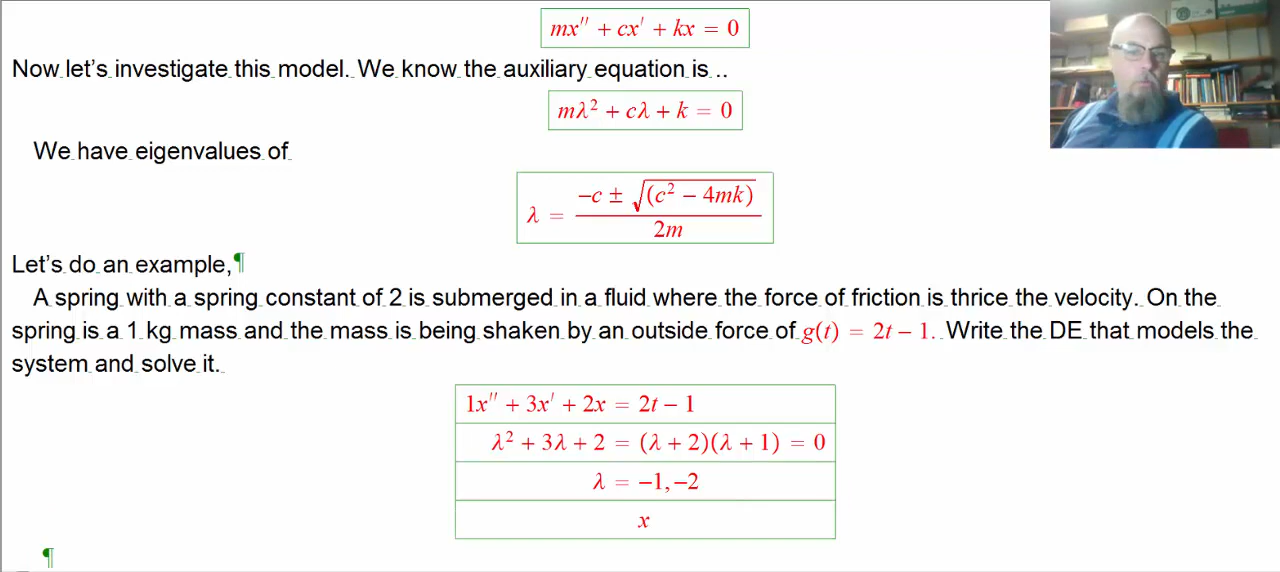 mx″ + cx′ + kx = 0
Now let's investigate this model. We know the auxiliary equation is ..
mλ² + cλ + k = 0
We have eigenvalues of
λ = (−c ± √(c² − 4mk)) / 2m
Let's do an example,¶
A spring with a spring constant of 2 is submerged in a fluid where the force of friction is thrice the velocity. On the
spring is a 1 kg mass and the mass is being shaken by an outside force of g(t) = 2t − 1. Write the DE that models the
system and solve it.
1x″ + 3x′ + 2x = 2t − 1
λ² + 3λ + 2 = (λ + 2)(λ + 1) = 0
λ = −1, −2
x
¶